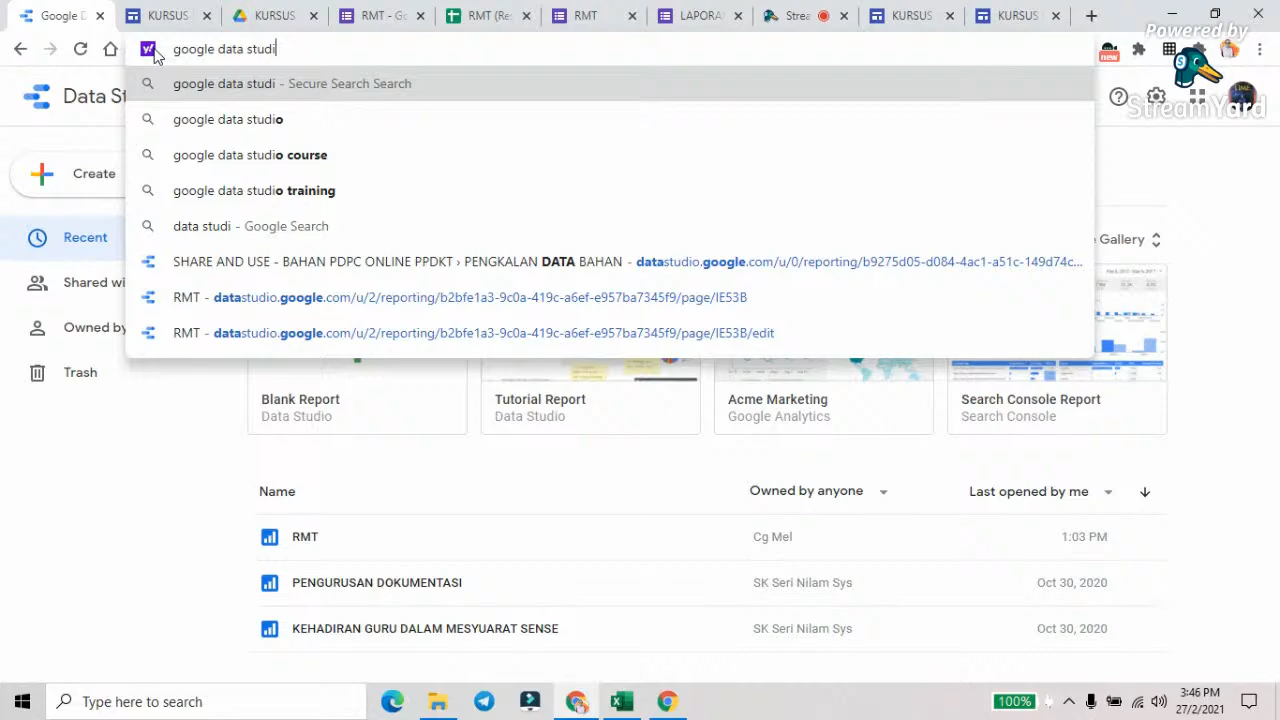 Google D
KURSUS
KURSUS
RMT - Go
RMT (Re
RMT
LAPORA
Strea
KURSUS
KURSUS
Powered by
StreamYard
new
google data studi
google data studi - Secure Search Search
google data studio
google data studio course
google data studio training
data studi - Google Search
SHARE AND USE - BAHAN PDPC ONLINE PPDKT › PENGKALAN DATA BAHAN - datastudio.google.com/u/0/reporting/b9275d05-d084-4ac1-a51c-149d74c...
RMT - datastudio.google.com/u/2/reporting/b2bfe1a3-9c0a-419c-a6ef-e957ba7345f9/page/IE53B
RMT - datastudio.google.com/u/2/reporting/b2bfe1a3-9c0a-419c-a6ef-e957ba7345f9/page/IE53B/edit
Data St
Create
Recent
Shared wi
Owned by
Trash
Gallery
Blank Report
Data Studio
Tutorial Report
Data Studio
Acme Marketing
Google Analytics
Search Console Report
Search Console
Name
Owned by anyone
Last opened by me
RMT
Cg Mel
1:03 PM
PENGURUSAN DOKUMENTASI
SK Seri Nilam Sys
Oct 30, 2020
KEHADIRAN GURU DALAM MESYUARAT SENSE
SK Seri Nilam Sys
Oct 30, 2020
Type here to search
100%
3:46 PM
27/2/2021